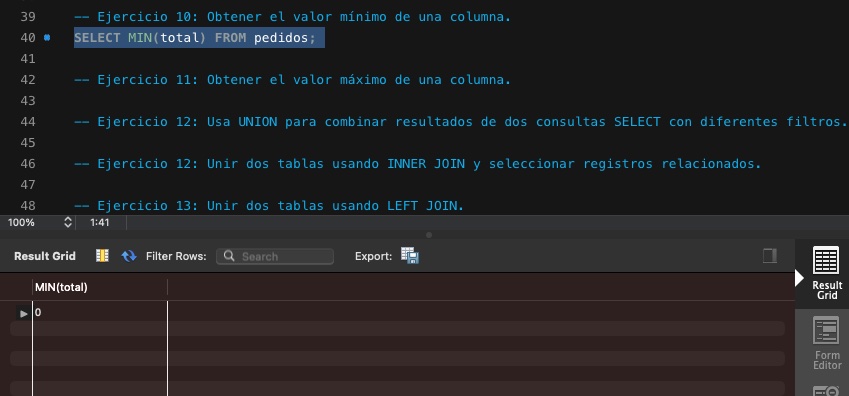 39 -- Ejercicio 10: Obtener el valor mínimo de una columna.
40 SELECT MIN(total) FROM pedidos;
41
42 -- Ejercicio 11: Obtener el valor máximo de una columna.
43
44 -- Ejercicio 12: Usa UNION para combinar resultados de dos consultas SELECT con diferentes filtros.
45
46 -- Ejercicio 12: Unir dos tablas usando INNER JOIN y seleccionar registros relacionados.
47
48 -- Ejercicio 13: Unir dos tablas usando LEFT JOIN.
100% 1:41
Result Grid Filter Rows: Search Export:
MIN(total)
0
Result
Grid
Form
Editor